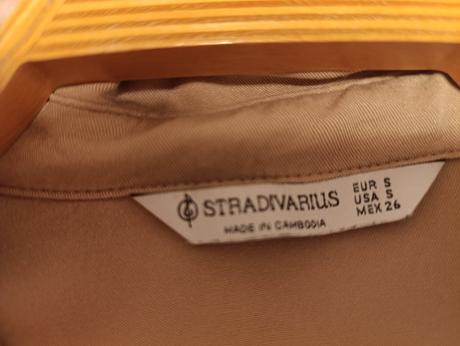 STRADIVARIUS
MADE IN CAMBODIA
EUR S
USA S
MEX 26